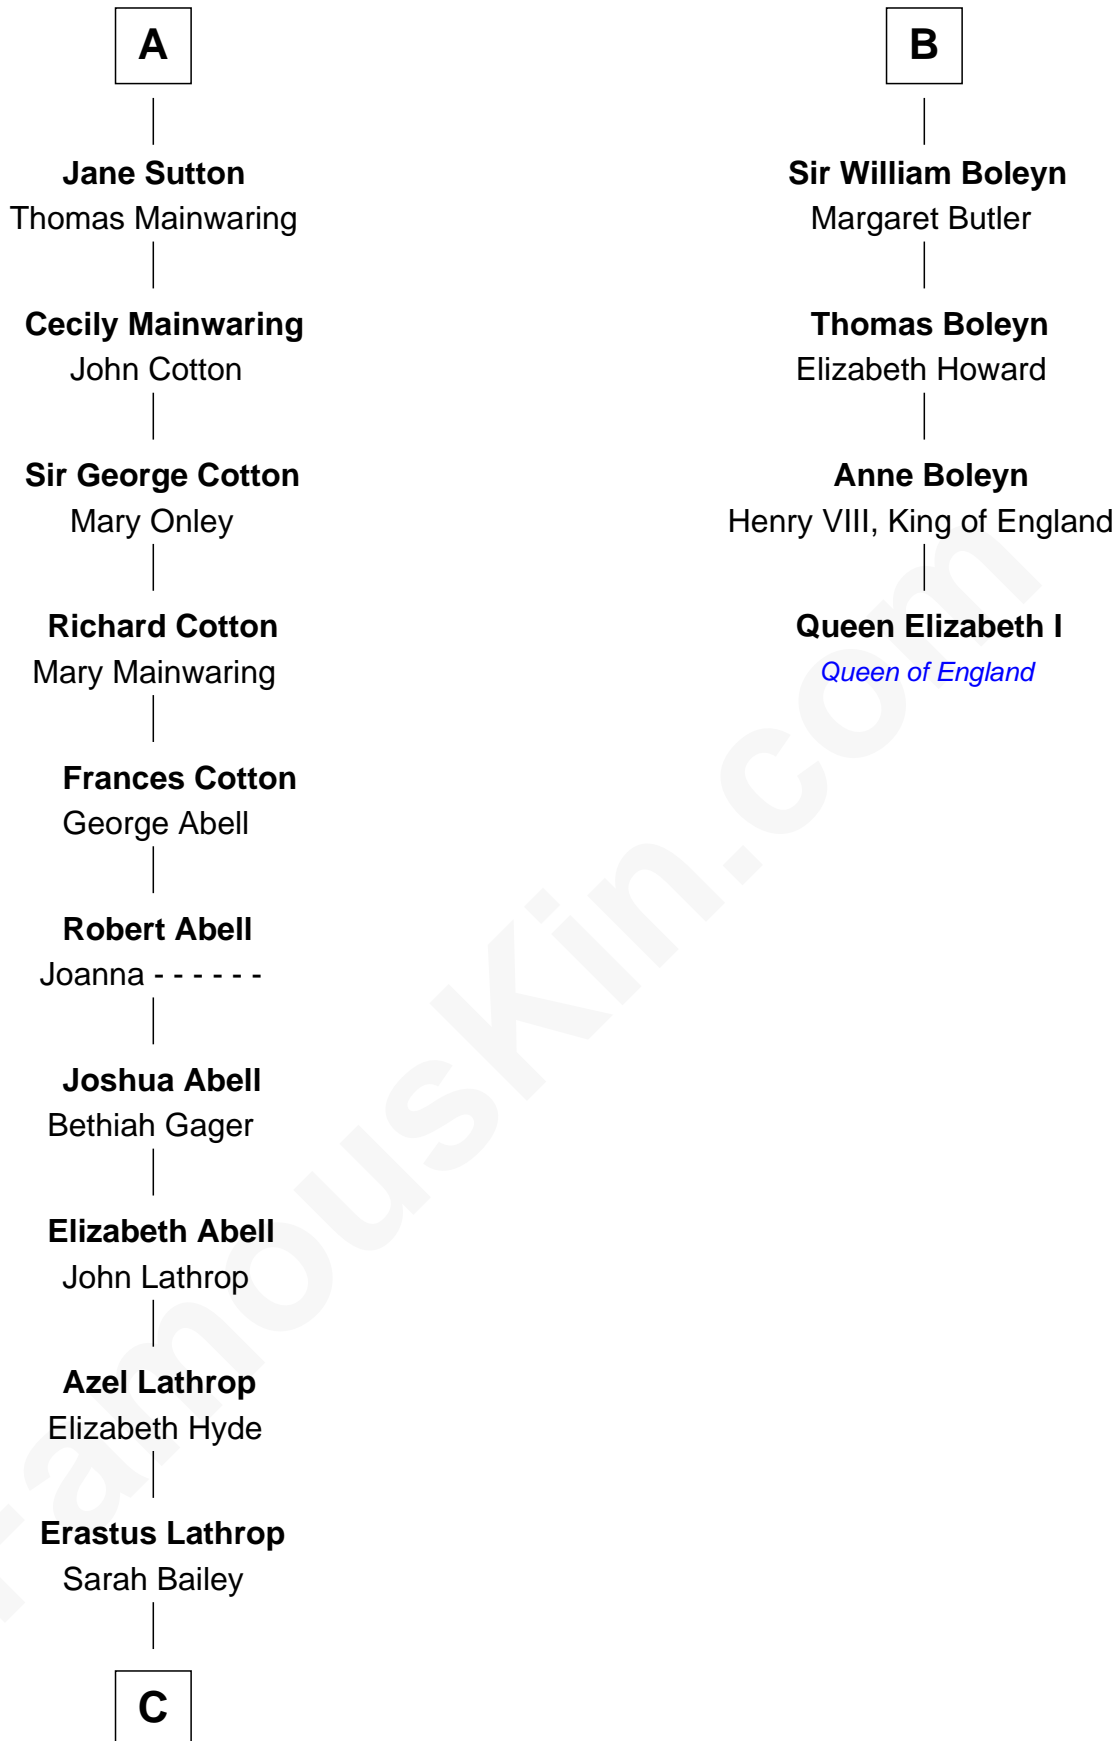 A
Jane Sutton
Thomas Mainwaring
Cecily Mainwaring
John Cotton
Sir George Cotton
Mary Onley
Richard Cotton
Mary Mainwaring
Frances Cotton
George Abell
Robert Abell
Joanna - - - - - -
Joshua Abell
Bethiah Gager
Elizabeth Abell
John Lathrop
Azel Lathrop
Elizabeth Hyde
Erastus Lathrop
Sarah Bailey
C
B
Sir William Boleyn
Margaret Butler
Thomas Boleyn
Elizabeth Howard
Anne Boleyn
Henry VIII, King of England
Queen Elizabeth I
Queen of England
FamousKin.com